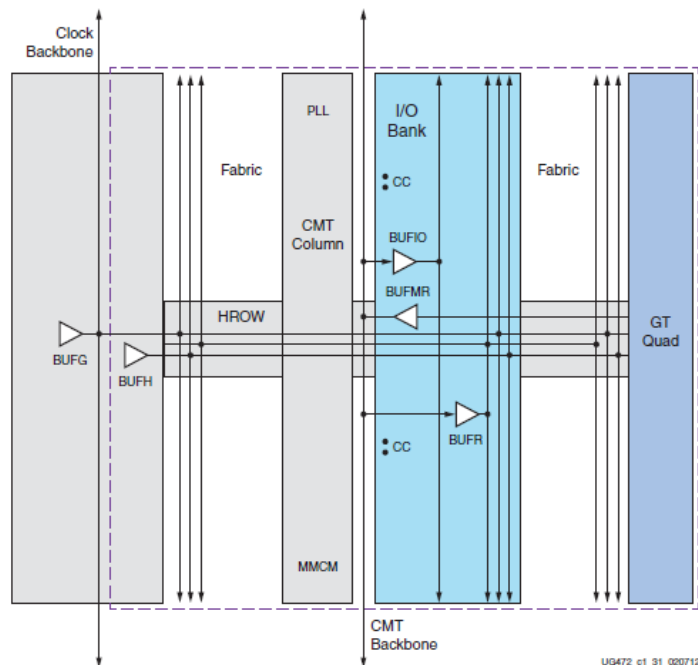 Clock
Backbone
PLL
I/O
Bank
Fabric
Fabric
CC
CMT
Column
BUFIO
BUFMR
HROW
GT
Quad
BUFG
BUFH
BUFR
CC
MMCM
CMT
Backbone
UG472_c1_31_020712